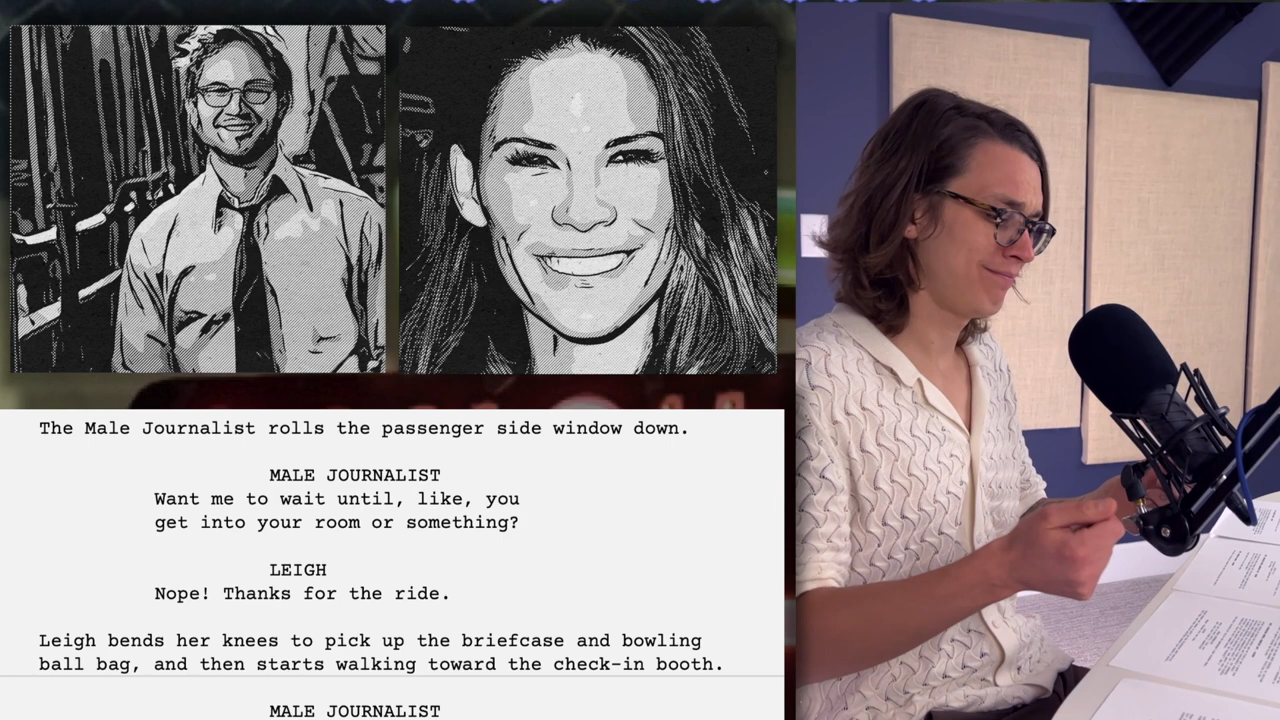 The Male Journalist rolls the passenger side window down.
MALE JOURNALIST
Want me to wait until, like, you
get into your room or something?
LEIGH
Nope! Thanks for the ride.
Leigh bends her knees to pick up the briefcase and bowling
ball bag, and then starts walking toward the check-in booth.
MALE JOURNALIST